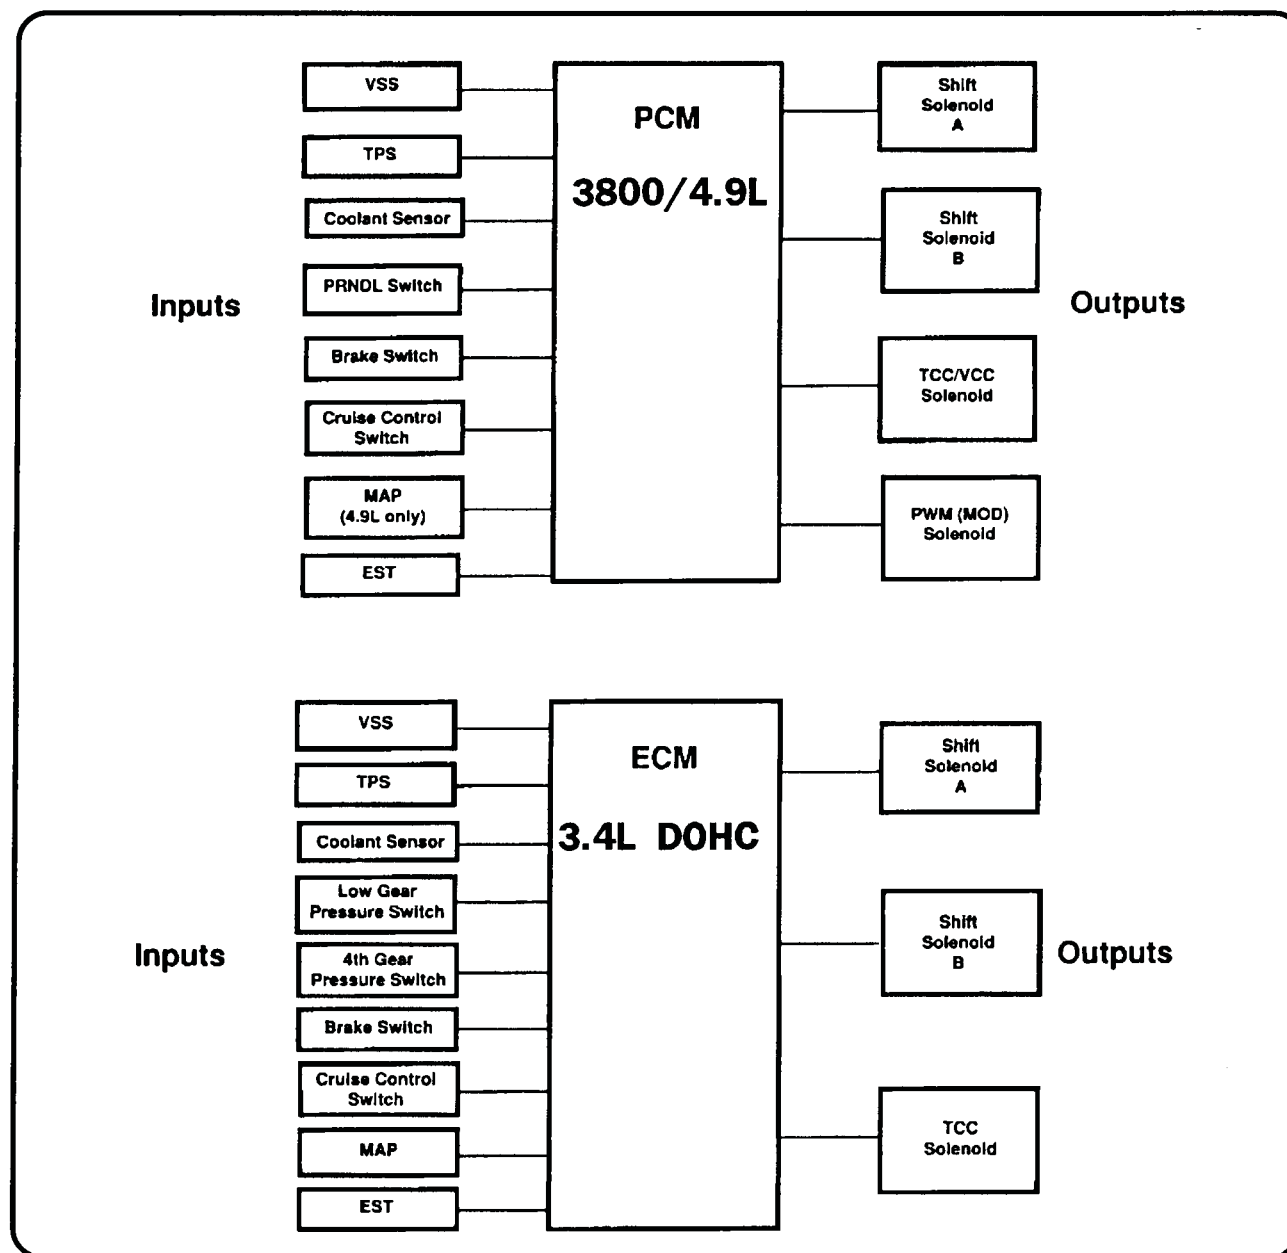 VSS
TPS
Coolant Sensor
PRNDL Switch
Inputs
Brake Switch
Cruise Control
Switch
MAP
(4.9L only)
EST
PCM
3800/4.9L
Shift
Solenoid
A
Shift
Solenoid
B
Outputs
TCC/VCC
Solenoid
PWM (MOD)
Solenoid
VSS
TPS
Coolant Sensor
Low Gear
Pressure Switch
Inputs
4th Gear
Pressure Switch
Brake Switch
Cruise Control
Switch
MAP
EST
ECM
3.4L DOHC
Shift
Solenoid
A
Shift
Solenoid
B
Outputs
TCC
Solenoid